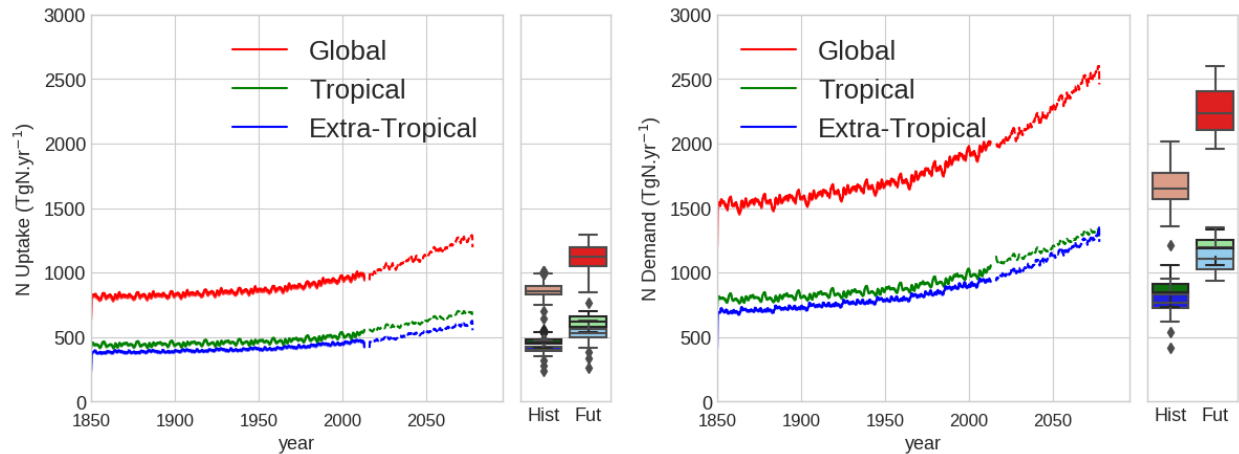 3000
2500
2000
1500
1000
500
0
N Uptake (TgN.yr⁻¹)
Global
Tropical
Extra-Tropical
1850
1900
1950
2000
2050
year
Hist
Fut
3000
2500
2000
1500
1000
500
0
N Demand (TgN.yr⁻¹)
Global
Tropical
Extra-Tropical
1850
1900
1950
2000
2050
year
Hist
Fut